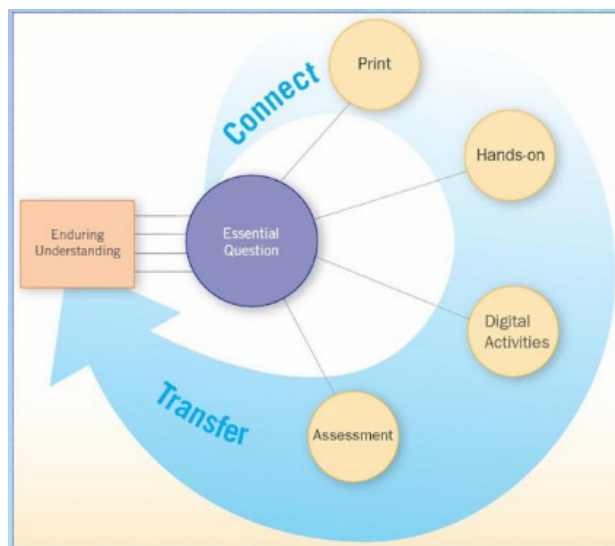 Print
Connect
Hands-on
Enduring
Understanding
Essential
Question
Digital
Activities
Transfer
Assessment